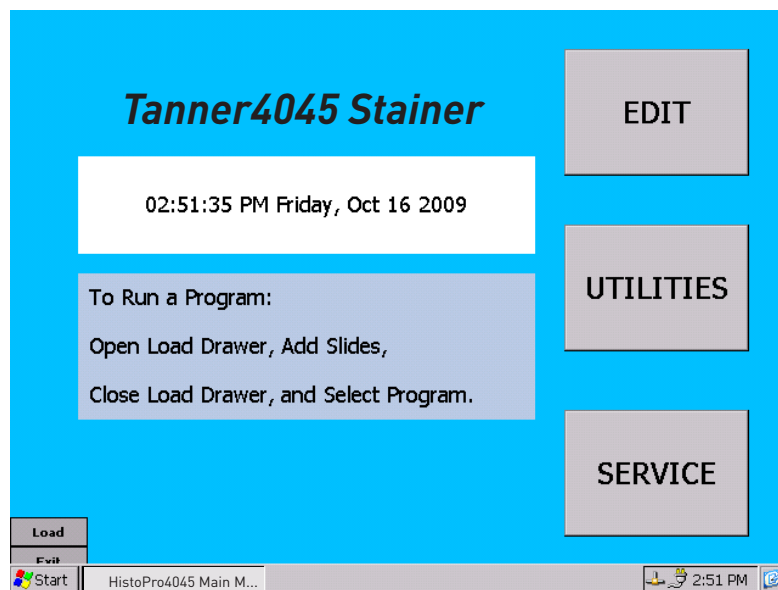 Tanner4045 Stainer
02:51:35 PM Friday, Oct 16 2009
To Run a Program:
Open Load Drawer, Add Slides,
Close Load Drawer, and Select Program.
EDIT
UTILITIES
SERVICE
Load
Exit
Start
HistoPro4045 Main M...
2:51 PM